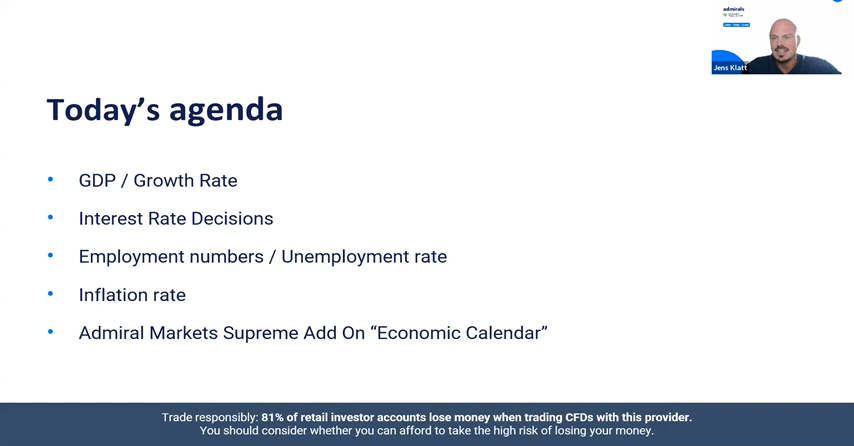 admirals
Jens Klatt
Today's agenda
• GDP / Growth Rate
• Interest Rate Decisions
• Employment numbers / Unemployment rate
• Inflation rate
• Admiral Markets Supreme Add On “Economic Calendar”
Trade responsibly: 81% of retail investor accounts lose money when trading CFDs with this provider.
You should consider whether you can afford to take the high risk of losing your money.